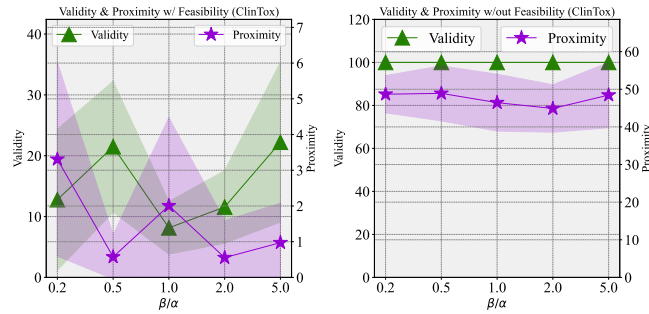 Validity & Proximity w/ Feasibility (ClinTox)
Validity
Proximity
40
30
20
10
0
Validity
7
6
5
4
3
2
1
0
Proximity
0.2 0.5 1.0 2.0 5.0
β/α
Validity & Proximity w/out Feasibility (ClinTox)
Validity
Proximity
120
100
80
60
40
20
0
Validity
60
50
40
30
20
10
0
Proximity
0.2 0.5 1.0 2.0 5.0
β/α